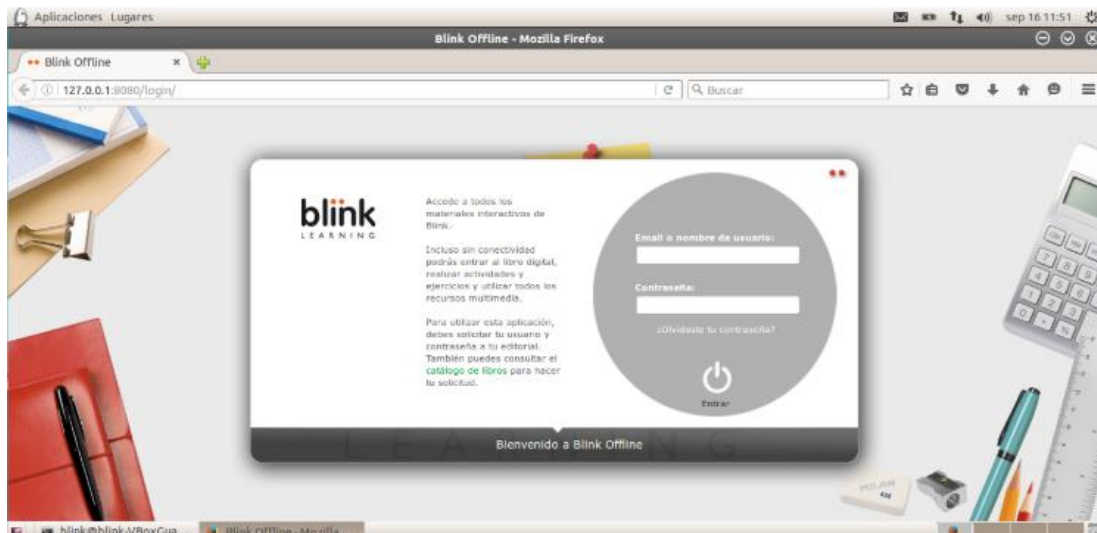 Aplicaciones Lugares
sep 16 11:51
Blink Offline - Mozilla Firefox
Blink Offline
127.0.0.1:8080/login/
Buscar
blink
LEARNING
Accede a todos los
materiales interactivos de
Blink.
Incluso sin conectividad
podrás entrar al libro digital,
realizar actividades y
ejercicios y utilizar todos los
recursos multimedia.
Para utilizar esta aplicación,
debes solicitar tu usuario y
contraseña a tu editorial.
También puedes consultar el
catálogo de libros para hacer
tu solicitud.
Email o nombre de usuario:
Contraseña:
¿Olvidaste tu contraseña?
Entrar
LEARNING
Bienvenido a Blink Offline
MILAN
430
blink@blink-VBoxGua...
Blink Offline - Mozilla ...